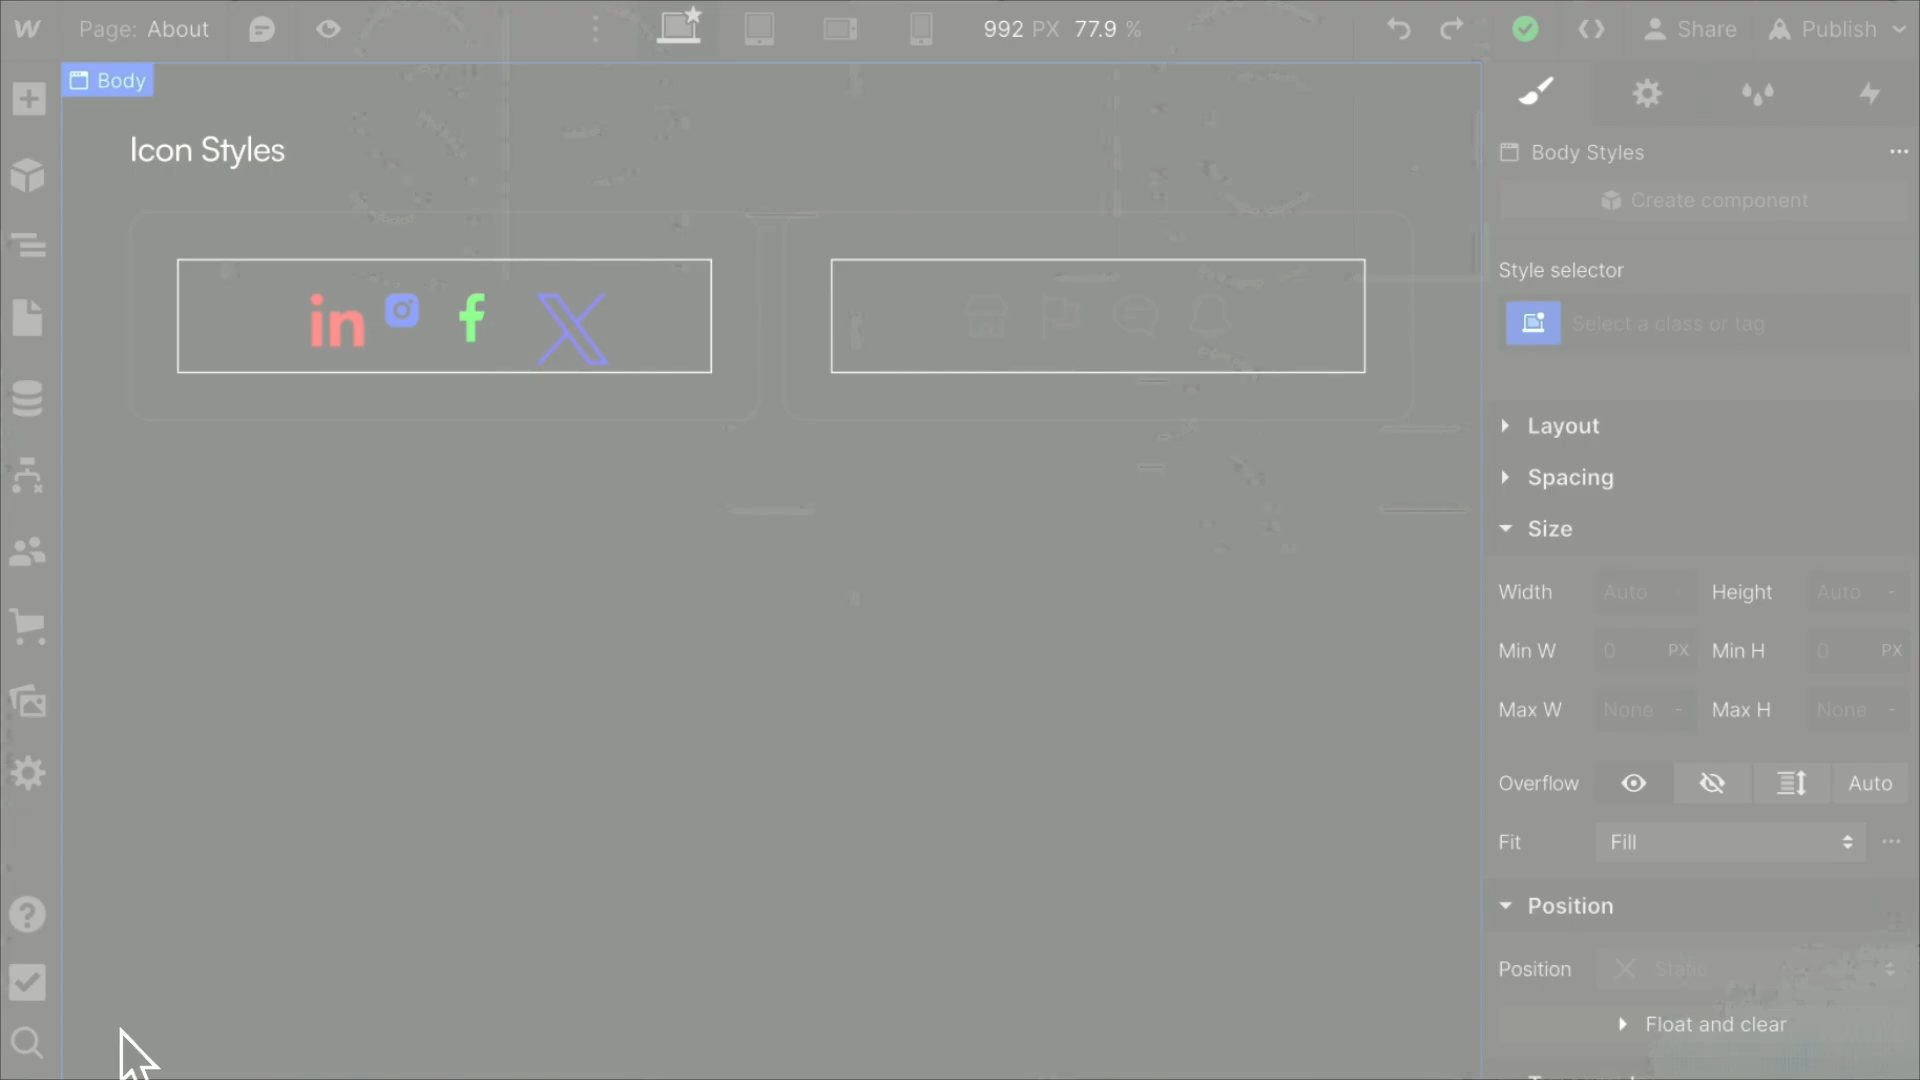 Page: About
992 PX 77.9 %
Share
Publish
Body
Icon Styles
Body Styles
Create component
Style selector
Select a class or tag
Layout
Spacing
Size
Width Auto - Height Auto -
Min W 0 PX Min H 0 PX
Max W None - Max H None -
Overflow Auto
Fit Fill
Position
Position Static
Float and clear